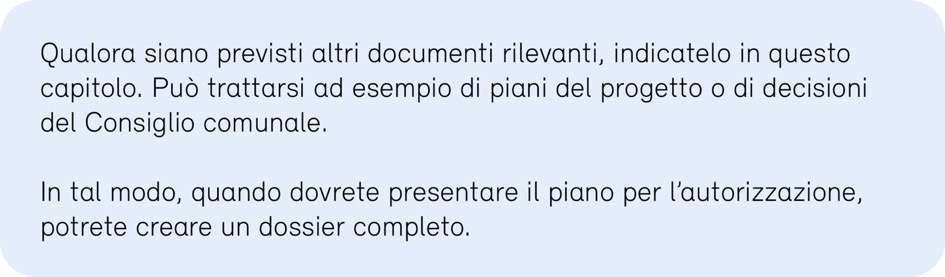 Qualora siano previsti altri documenti rilevanti, indicatelo in questo
capitolo. Può trattarsi ad esempio di piani del progetto o di decisioni
del Consiglio comunale.
In tal modo, quando dovrete presentare il piano per l’autorizzazione,
potrete creare un dossier completo.